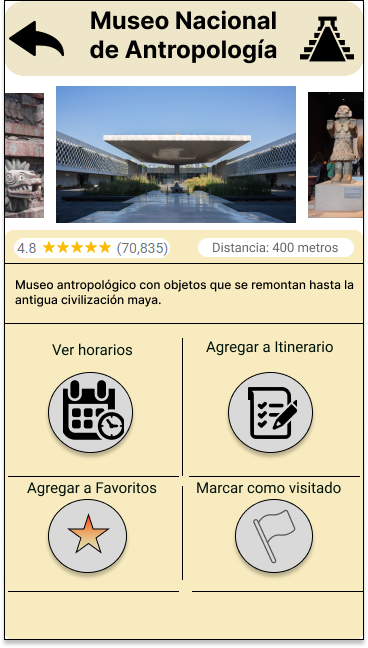 Museo Nacional
de Antropología
4.8 (70,835)
Distancia: 400 metros
Museo antropológico con objetos que se remontan hasta la
antigua civilización maya.
Ver horarios
Agregar a Itinerario
Agregar a Favoritos
Marcar como visitado